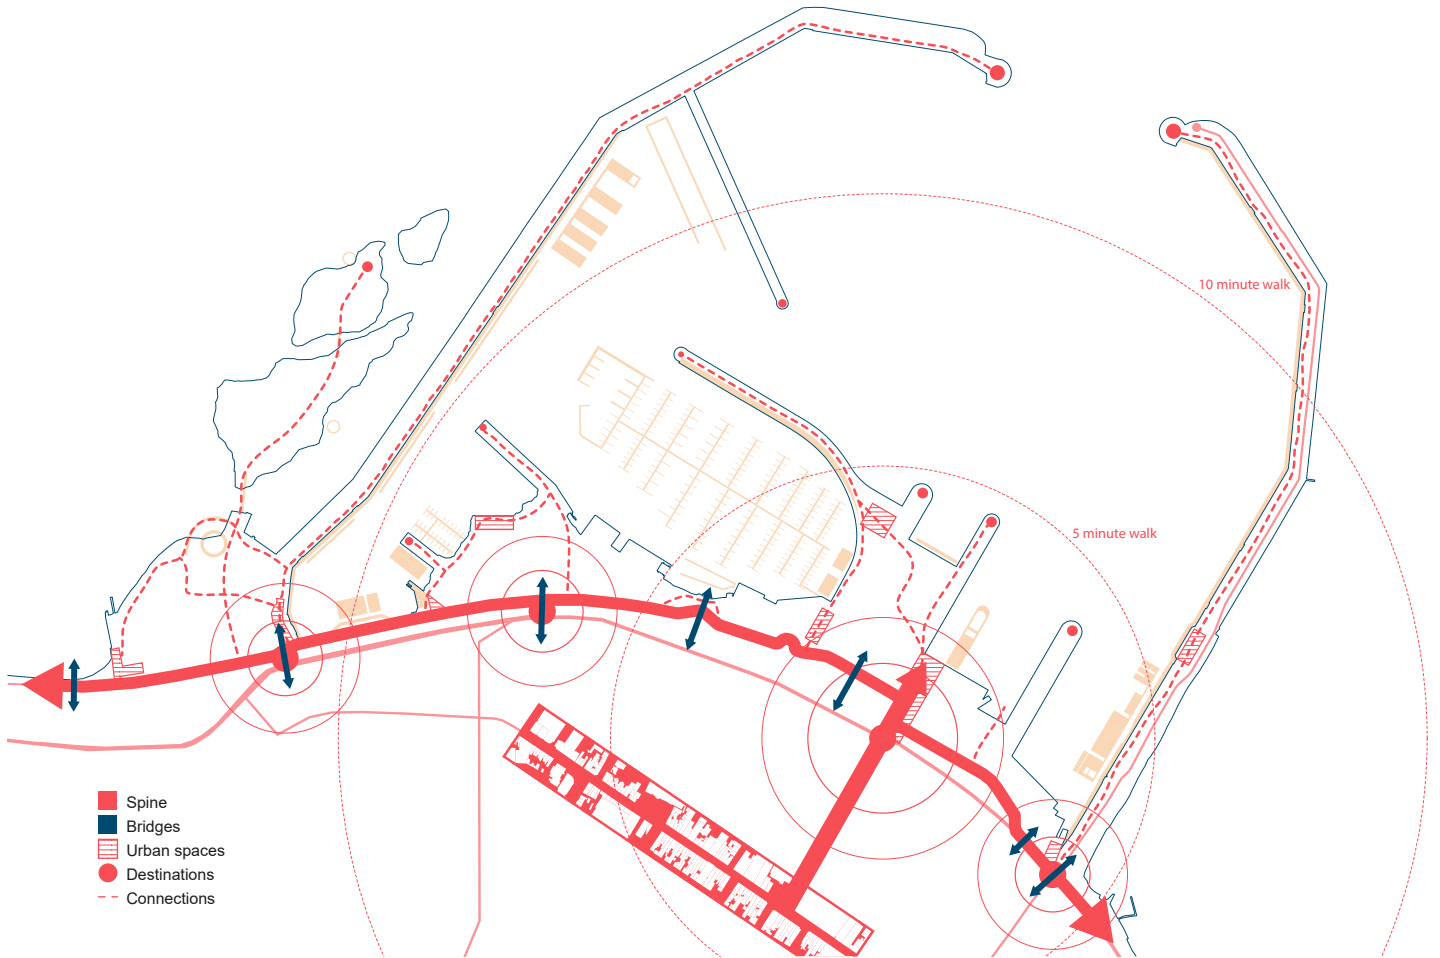 10 minute walk
5 minute walk
Spine
Bridges
Urban spaces
Destinations
Connections